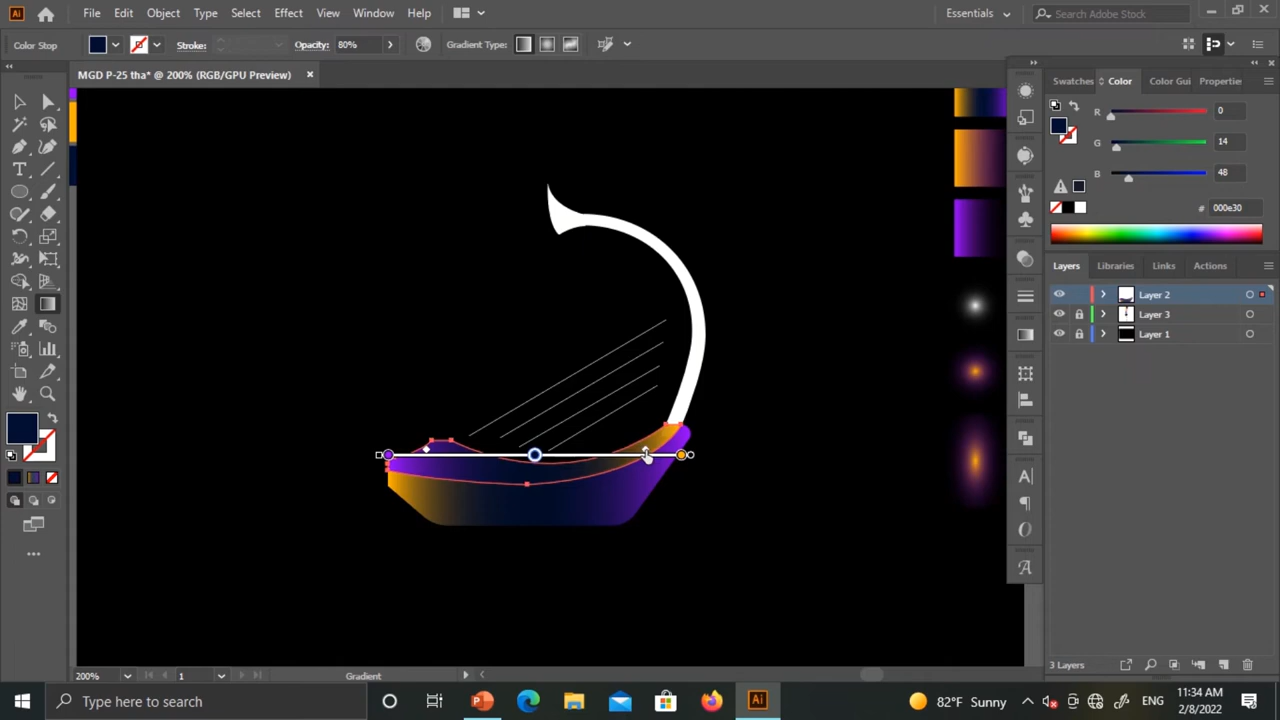 Ai File Edit Object Type Select Effect View Window Help Essentials Search Adobe Stock
Color Stop Stroke: Opacity: 80% Gradient Type:
MGD P-25 tha* @ 200% (RGB/GPU Preview)
Swatches Color Color Gui Propertie
R 0
G 14
B 48
# 000e30
Layers Libraries Links Actions
Layer 2
Layer 3
Layer 1
200% 1 Gradient 3 Layers
Type here to search Ai 82°F Sunny ENG 11:34 AM
2/8/2022